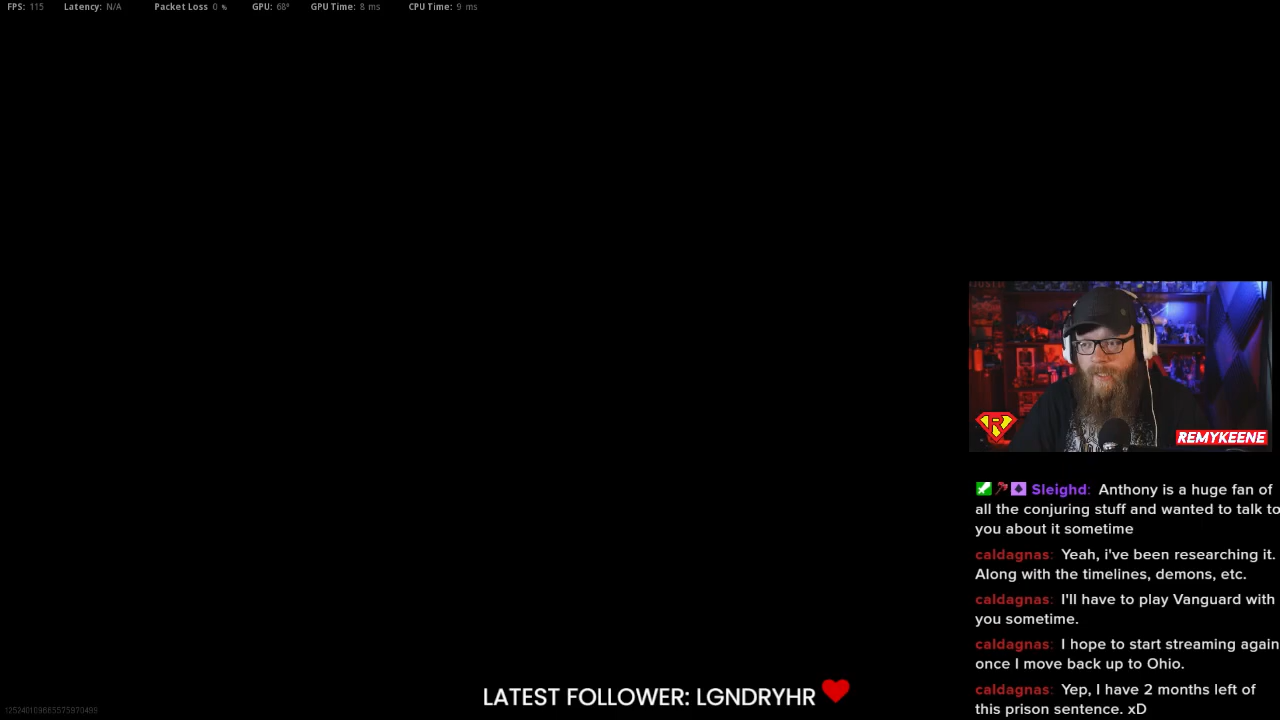 FPS: 115 Latency: N/A Packet Loss 0 % GPU: 68° GPU Time: 8 ms CPU Time: 9 ms
R
REMYKEENE
Sleighd: Anthony is a huge fan of
all the conjuring stuff and wanted to talk to
you about it sometime
caldagnas: Yeah, i've been researching it.
Along with the timelines, demons, etc.
caldagnas: I'll have to play Vanguard with
you sometime.
caldagnas: I hope to start streaming again
once I move back up to Ohio.
caldagnas: Yep, I have 2 months left of
this prison sentence. xD
LATEST FOLLOWER: LGNDRYHR